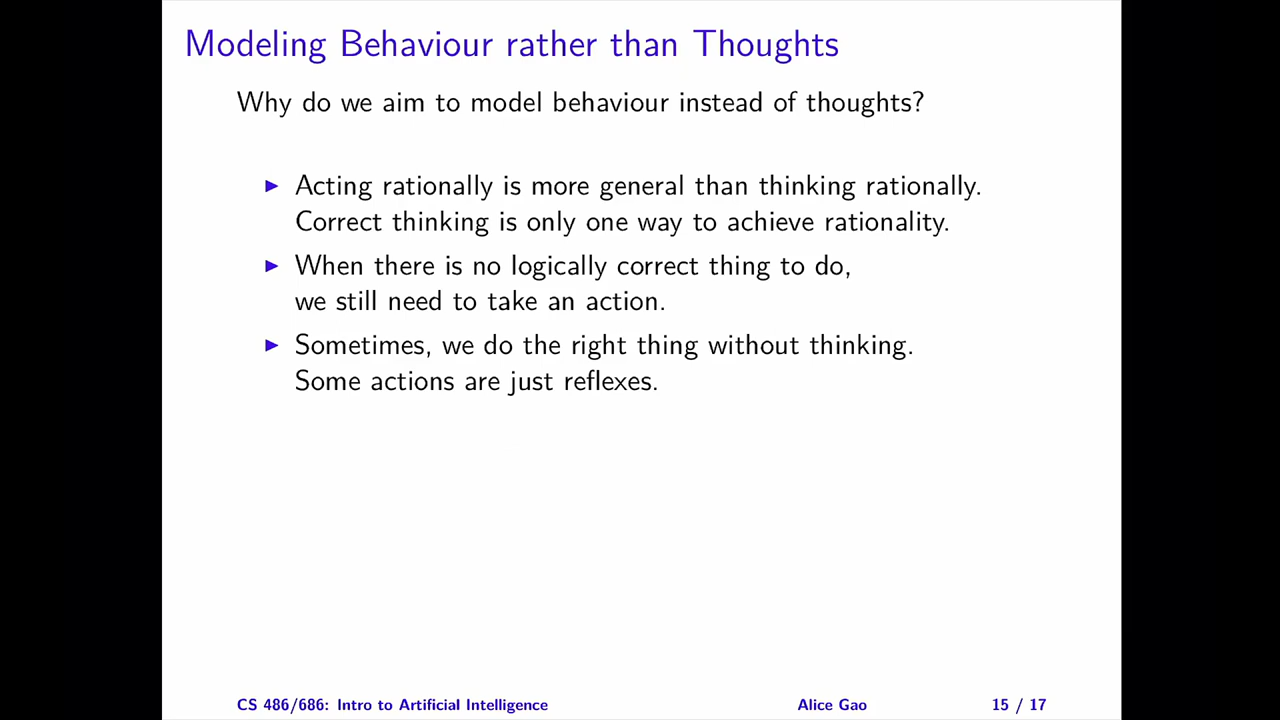 Modeling Behaviour rather than Thoughts
Why do we aim to model behaviour instead of thoughts?
▶ Acting rationally is more general than thinking rationally.
Correct thinking is only one way to achieve rationality.
▶ When there is no logically correct thing to do,
we still need to take an action.
▶ Sometimes, we do the right thing without thinking.
Some actions are just reflexes.
CS 486/686: Intro to Artificial Intelligence Alice Gao 15 / 17